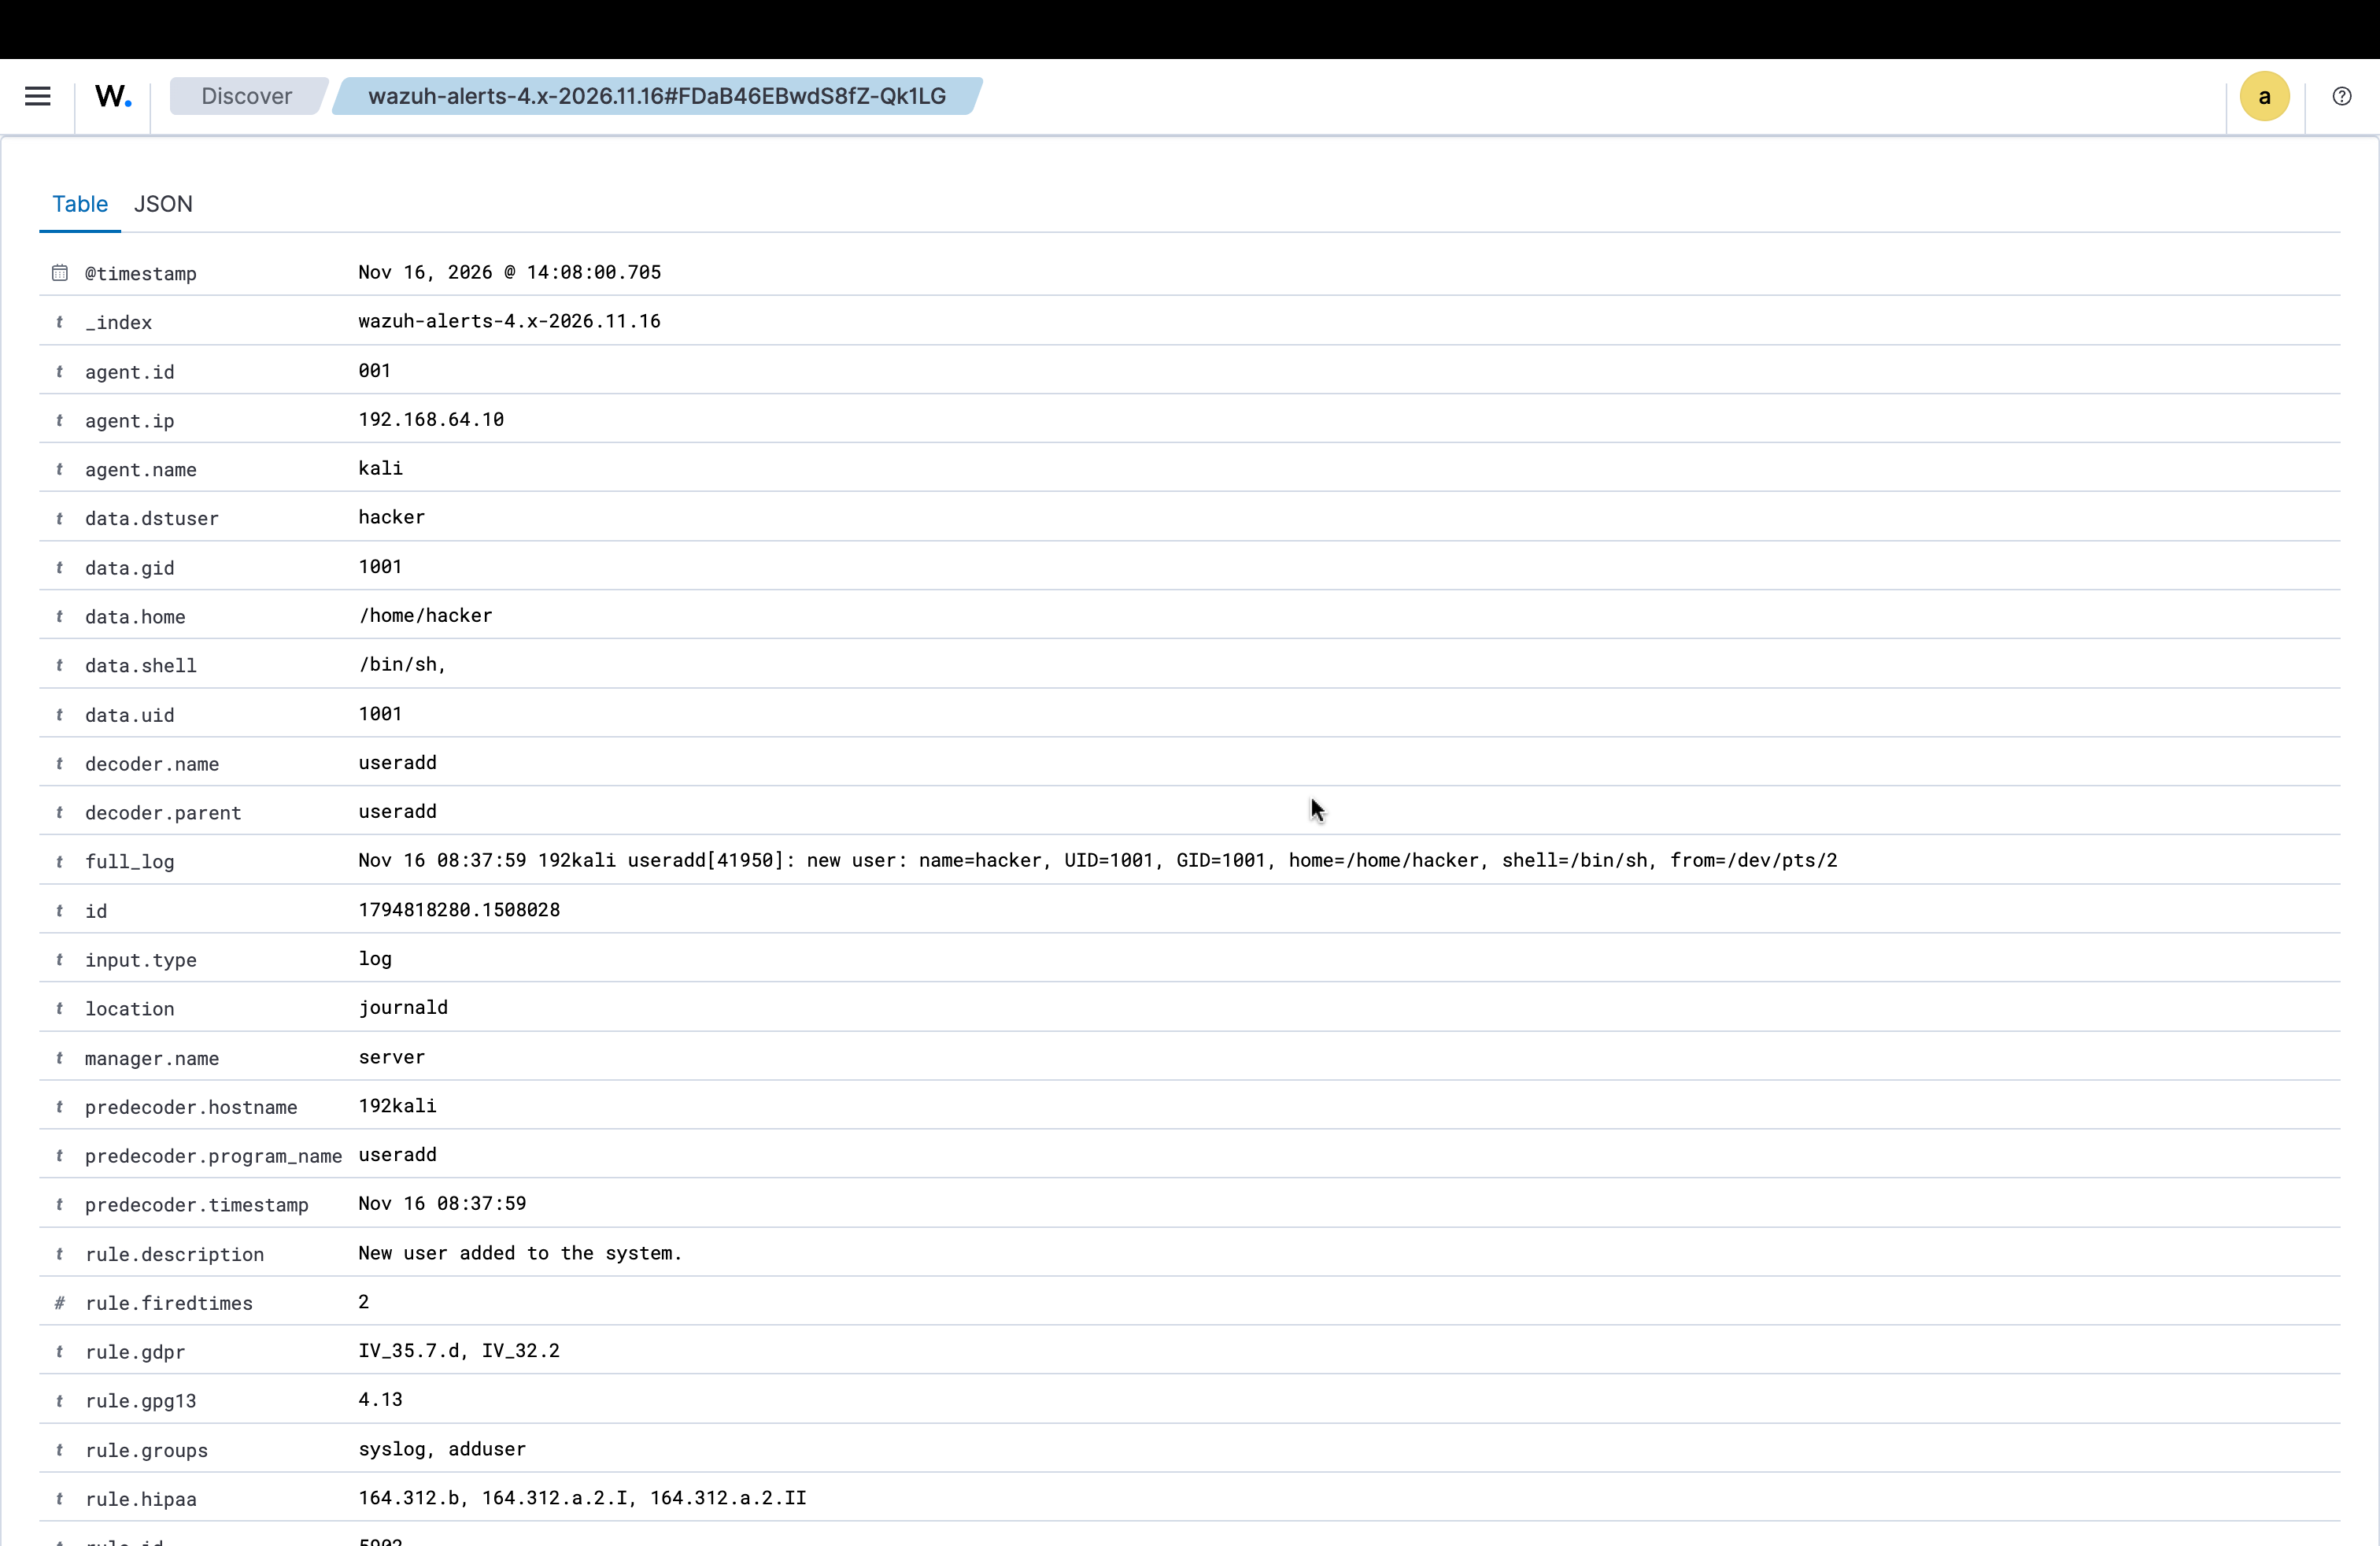 W.
Discover
wazuh-alerts-4.x-2026.11.16#FDaB46EBwdS8fZ-Qk1LG
a
?
Table JSON
@timestamp Nov 16, 2026 @ 14:08:00.705
t _index wazuh-alerts-4.x-2026.11.16
t agent.id 001
t agent.ip 192.168.64.10
t agent.name kali
t data.dstuser hacker
t data.gid 1001
t data.home /home/hacker
t data.shell /bin/sh,
t data.uid 1001
t decoder.name useradd
t decoder.parent useradd
t full_log Nov 16 08:37:59 192kali useradd[41950]: new user: name=hacker, UID=1001, GID=1001, home=/home/hacker, shell=/bin/sh, from=/dev/pts/2
t id 1794818280.1508028
t input.type log
t location journald
t manager.name server
t predecoder.hostname 192kali
t predecoder.program_name useradd
t predecoder.timestamp Nov 16 08:37:59
t rule.description New user added to the system.
# rule.firedtimes 2
t rule.gdpr IV_35.7.d, IV_32.2
t rule.gpg13 4.13
t rule.groups syslog, adduser
t rule.hipaa 164.312.b, 164.312.a.2.I, 164.312.a.2.II
t rule.id 5902